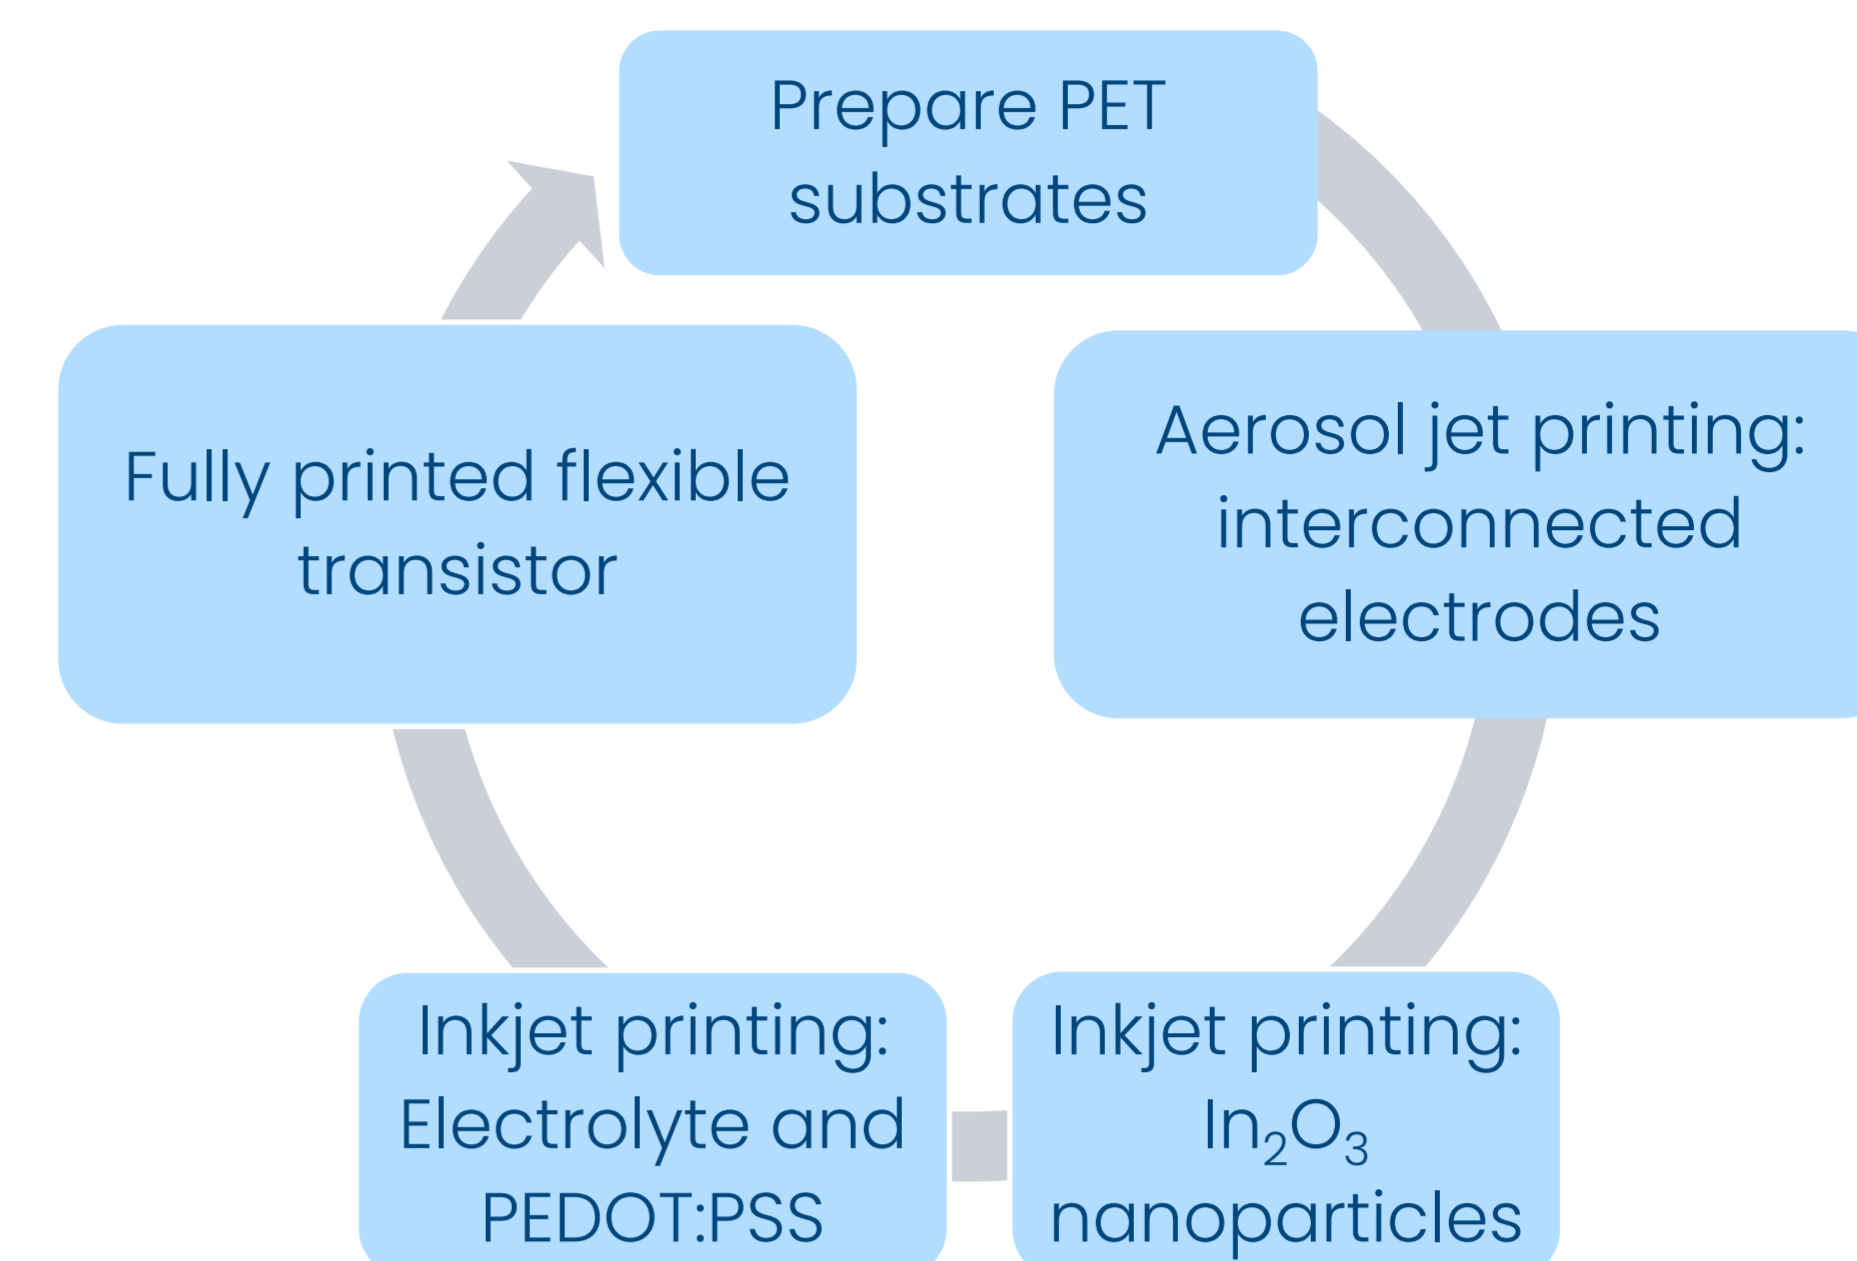 Prepare PET
substrates
Aerosol jet printing:
interconnected
electrodes
Inkjet printing:
In₂O₃
nanoparticles
Inkjet printing:
Electrolyte and
PEDOT:PSS
Fully printed flexible
transistor